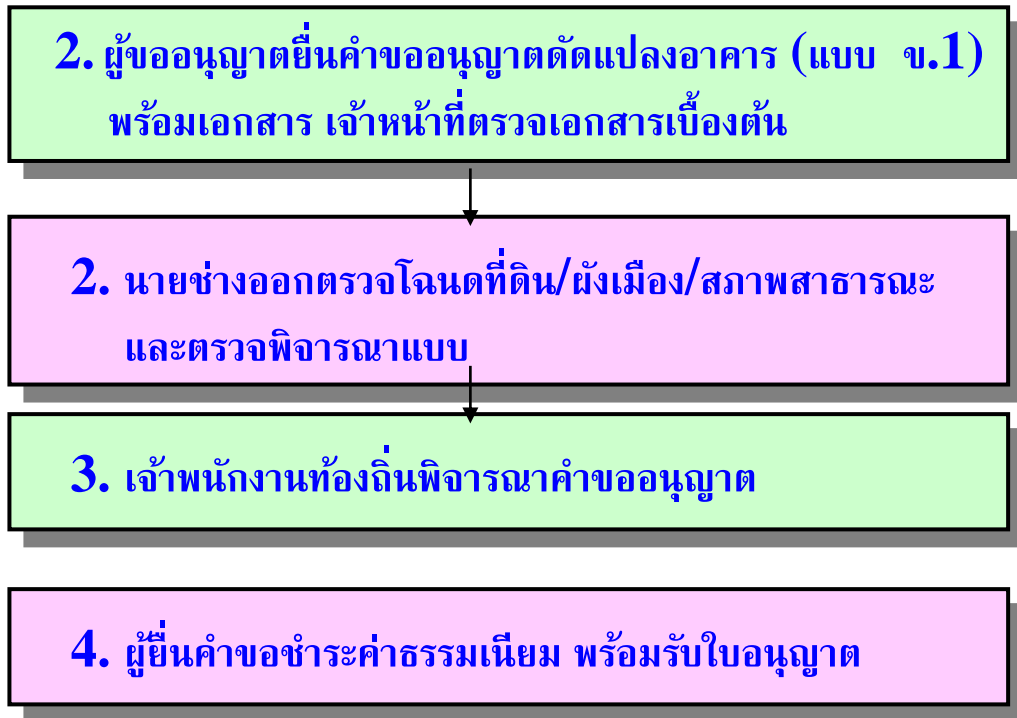 2. ผู้ขออนุญาตยื่นคำขออนุญาตดัดแปลงอาคาร (แบบ ข.1)
พร้อมเอกสาร เจ้าหน้าที่ตรวจเอกสารเบื้องต้น
2. นายช่างออกตรวจโฉนดที่ดิน/ผังเมือง/สภาพสาธารณะ
และตรวจพิจารณาแบบ
3. เจ้าพนักงานท้องถิ่นพิจารณาคำขออนุญาต
4. ผู้ยื่นคำขอชำระค่าธรรมเนียม พร้อมรับใบอนุญาต